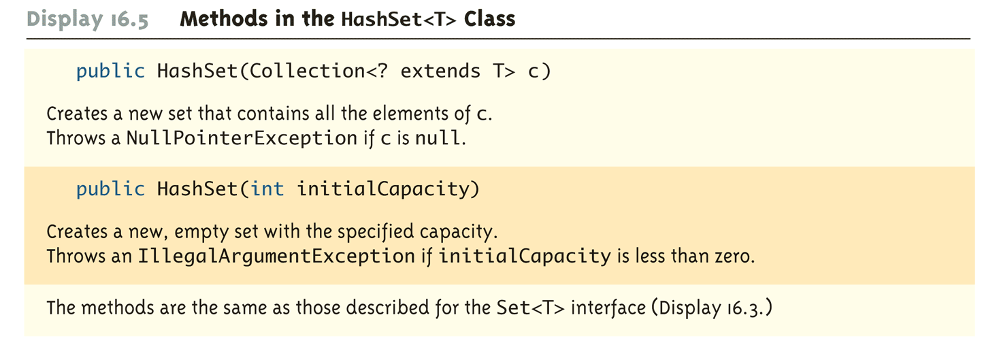 Display 16.5 Methods in the HashSet<T> Class
public HashSet(Collection<? extends T> c)
Creates a new set that contains all the elements of c.
Throws a NullPointerException if c is null.
public HashSet(int initialCapacity)
Creates a new, empty set with the specified capacity.
Throws an IllegalArgumentException if initialCapacity is less than zero.
The methods are the same as those described for the Set<T> interface (Display 16.3.)